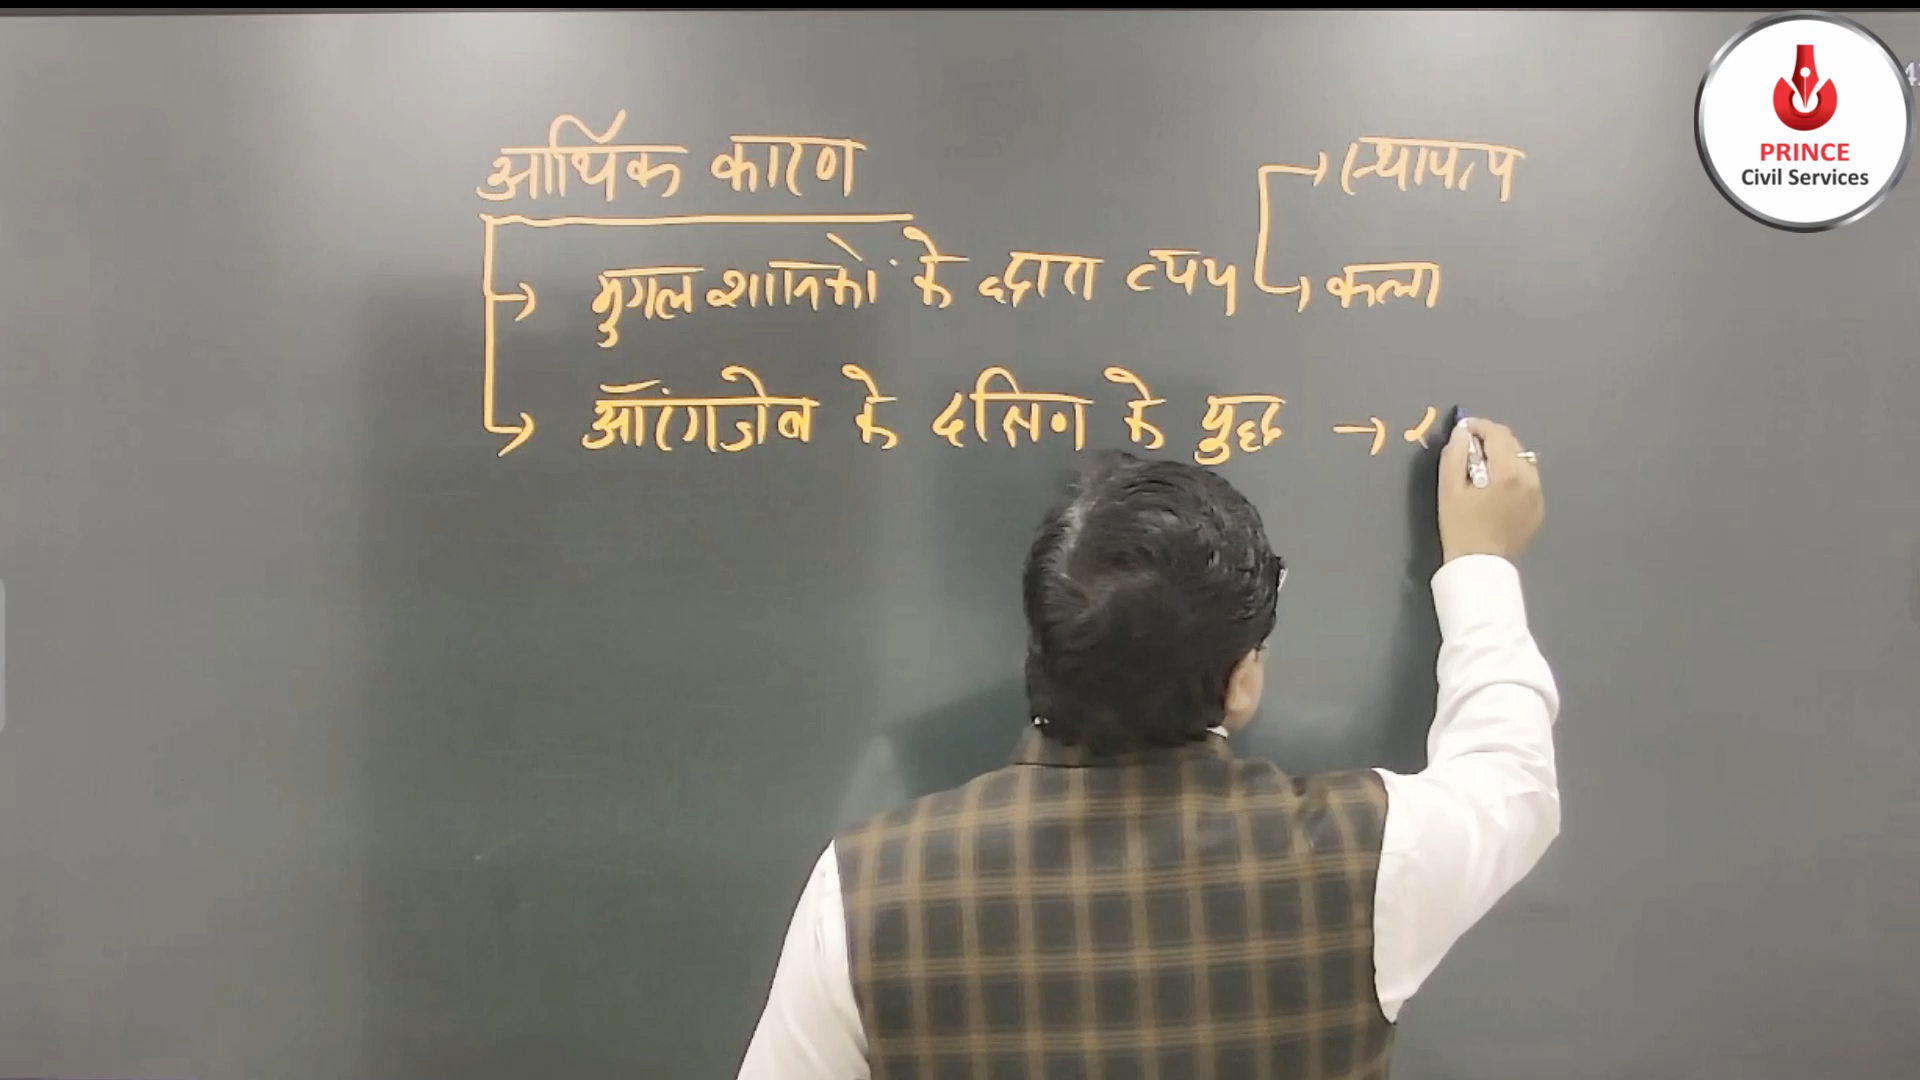 आर्थिक कारण
→ स्थापत्य
→ मुगल शासकों के द्वारा व्यय → कला
→ औरंगजेब के दक्षिण के युद्ध →
PRINCE
Civil Services